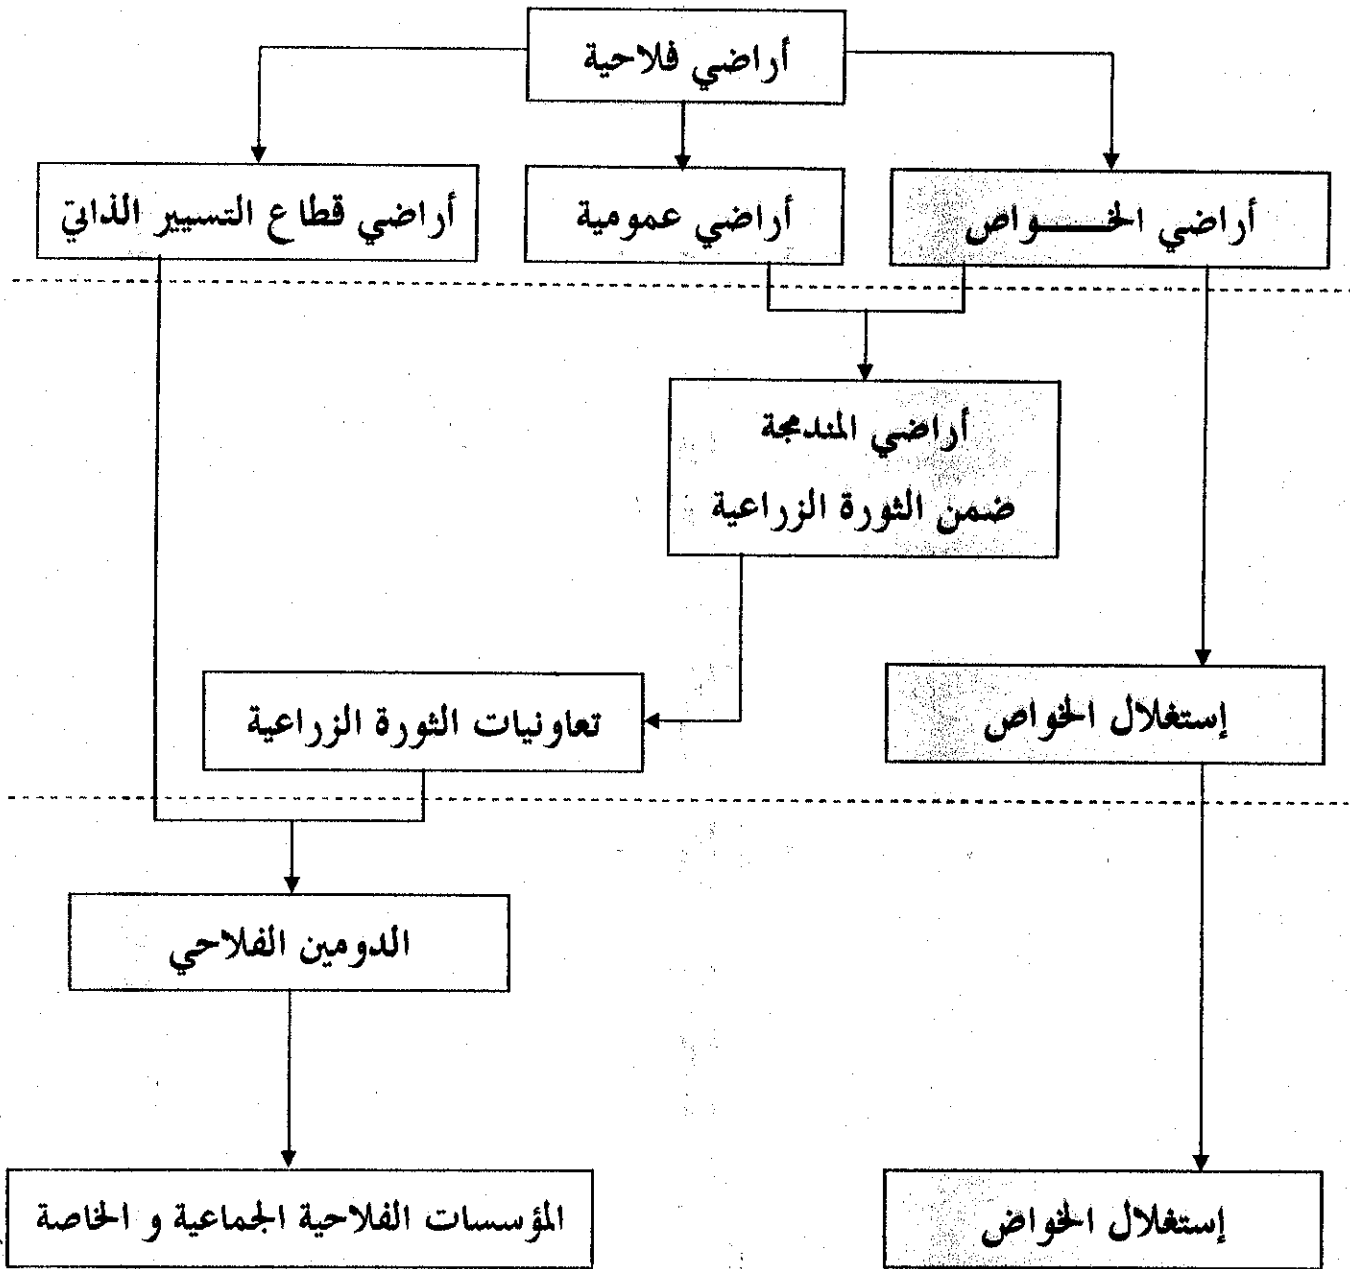 أراضي فلاحية
أراضي الخـــــواص
أراضي عمومية
أراضي قطاع التسيير الذاتي
أراضي المندمجة
ضمن الثورة الزراعية
إستغلال الخواص
تعاونيات الثورة الزراعية
الدومين الفلاحي
إستغلال الخواض
المؤسسات الفلاحية الجماعية و الخاصة